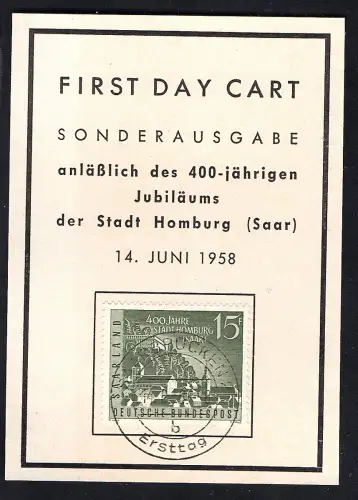 FIRST DAY CART
SONDERAUSGABE
anläßlich des 400-jährigen
Jubiläums
der Stadt Homburg (Saar)
14. JUNI 1958
400 JAHRE
STADT HOMBURG
(SAAR)
15F
SAARLAND
DEUTSCHE BUNDESPOST
b
Ersttag